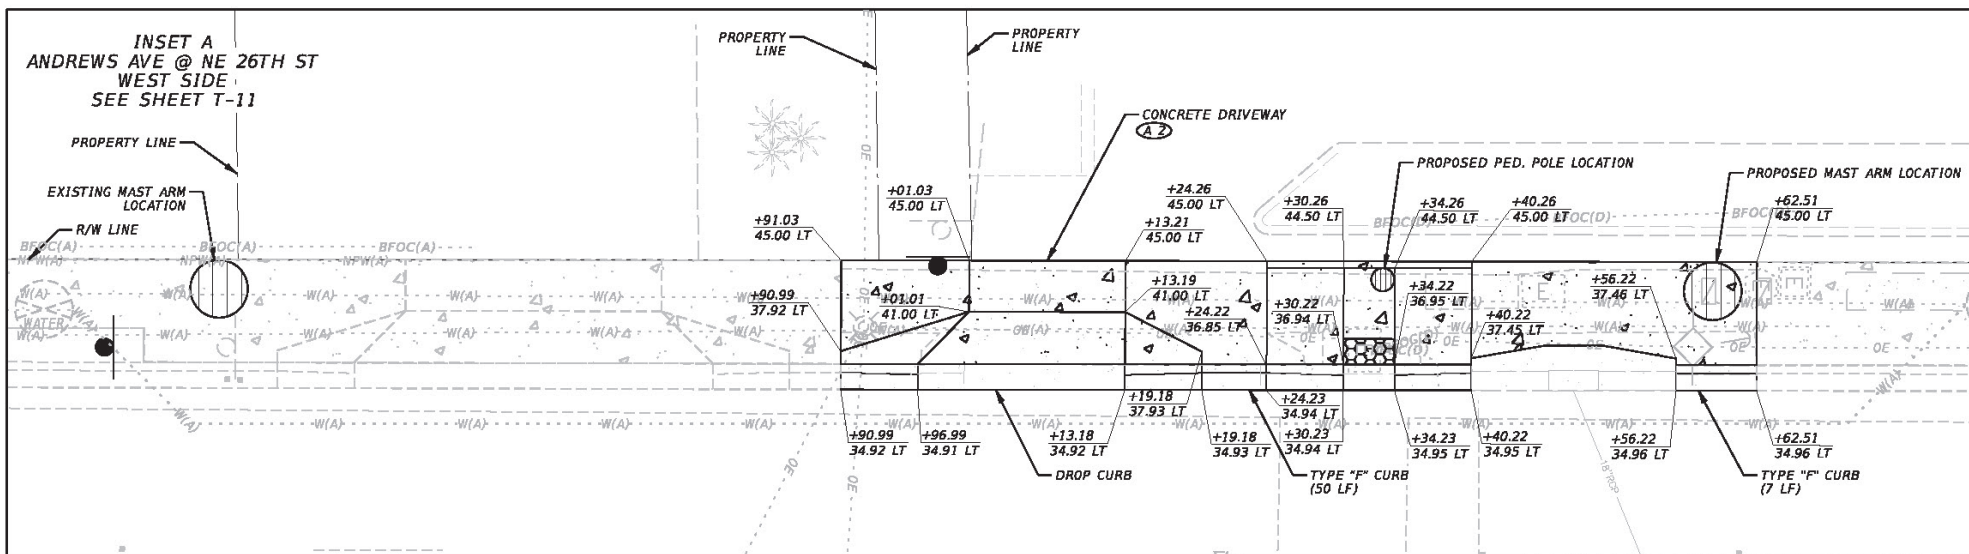 INSET A
ANDREWS AVE @ NE 26TH ST
WEST SIDE
SEE SHEET T-11
PROPERTY LINE
EXISTING MAST ARM
LOCATION
R/W LINE
PROPERTY
LINE
PROPERTY
LINE
CONCRETE DRIVEWAY
A 2
PROPOSED PED. POLE LOCATION
PROPOSED MAST ARM LOCATION
+91.03
45.00 LT
+01.03
45.00 LT
+13.21
45.00 LT
+24.26
45.00 LT
+30.26
44.50 LT
+34.26
44.50 LT
+40.26
45.00 LT
+62.51
45.00 LT
BFOC(A)
BFOC(A)
BFOC(A)
BFOC(D)
BFOC(D)
NPW(A)
NPW(A)
NPW(A)
OE
+90.99
37.92 LT
+01.01
41.00 LT
+13.19
41.00 LT
+24.22
36.85 LT
+30.22
36.94 LT
+34.22
36.95 LT
+40.22
37.45 LT
+56.22
37.46 LT
W(A)
W(A)
W(A)
W(A)
W(A)
W(A)
WATER
W(A)
W(A)
W(A)
W(A)
W(A)
OE
OE
OE
E
E
+19.18
37.93 LT
+24.23
34.94 LT
W(A)
W(A)
W(A)
W(A)
W(A)
W(A)
W(A)
W(A)
W(A)
+90.99
34.92 LT
+96.99
34.91 LT
+13.18
34.92 LT
+19.18
34.93 LT
+30.23
34.94 LT
+34.23
34.95 LT
+40.22
34.95 LT
+56.22
34.96 LT
+62.51
34.96 LT
OE
OE
DROP CURB
TYPE "F" CURB
(50 LF)
18"RCP
TYPE "F" CURB
(7 LF)